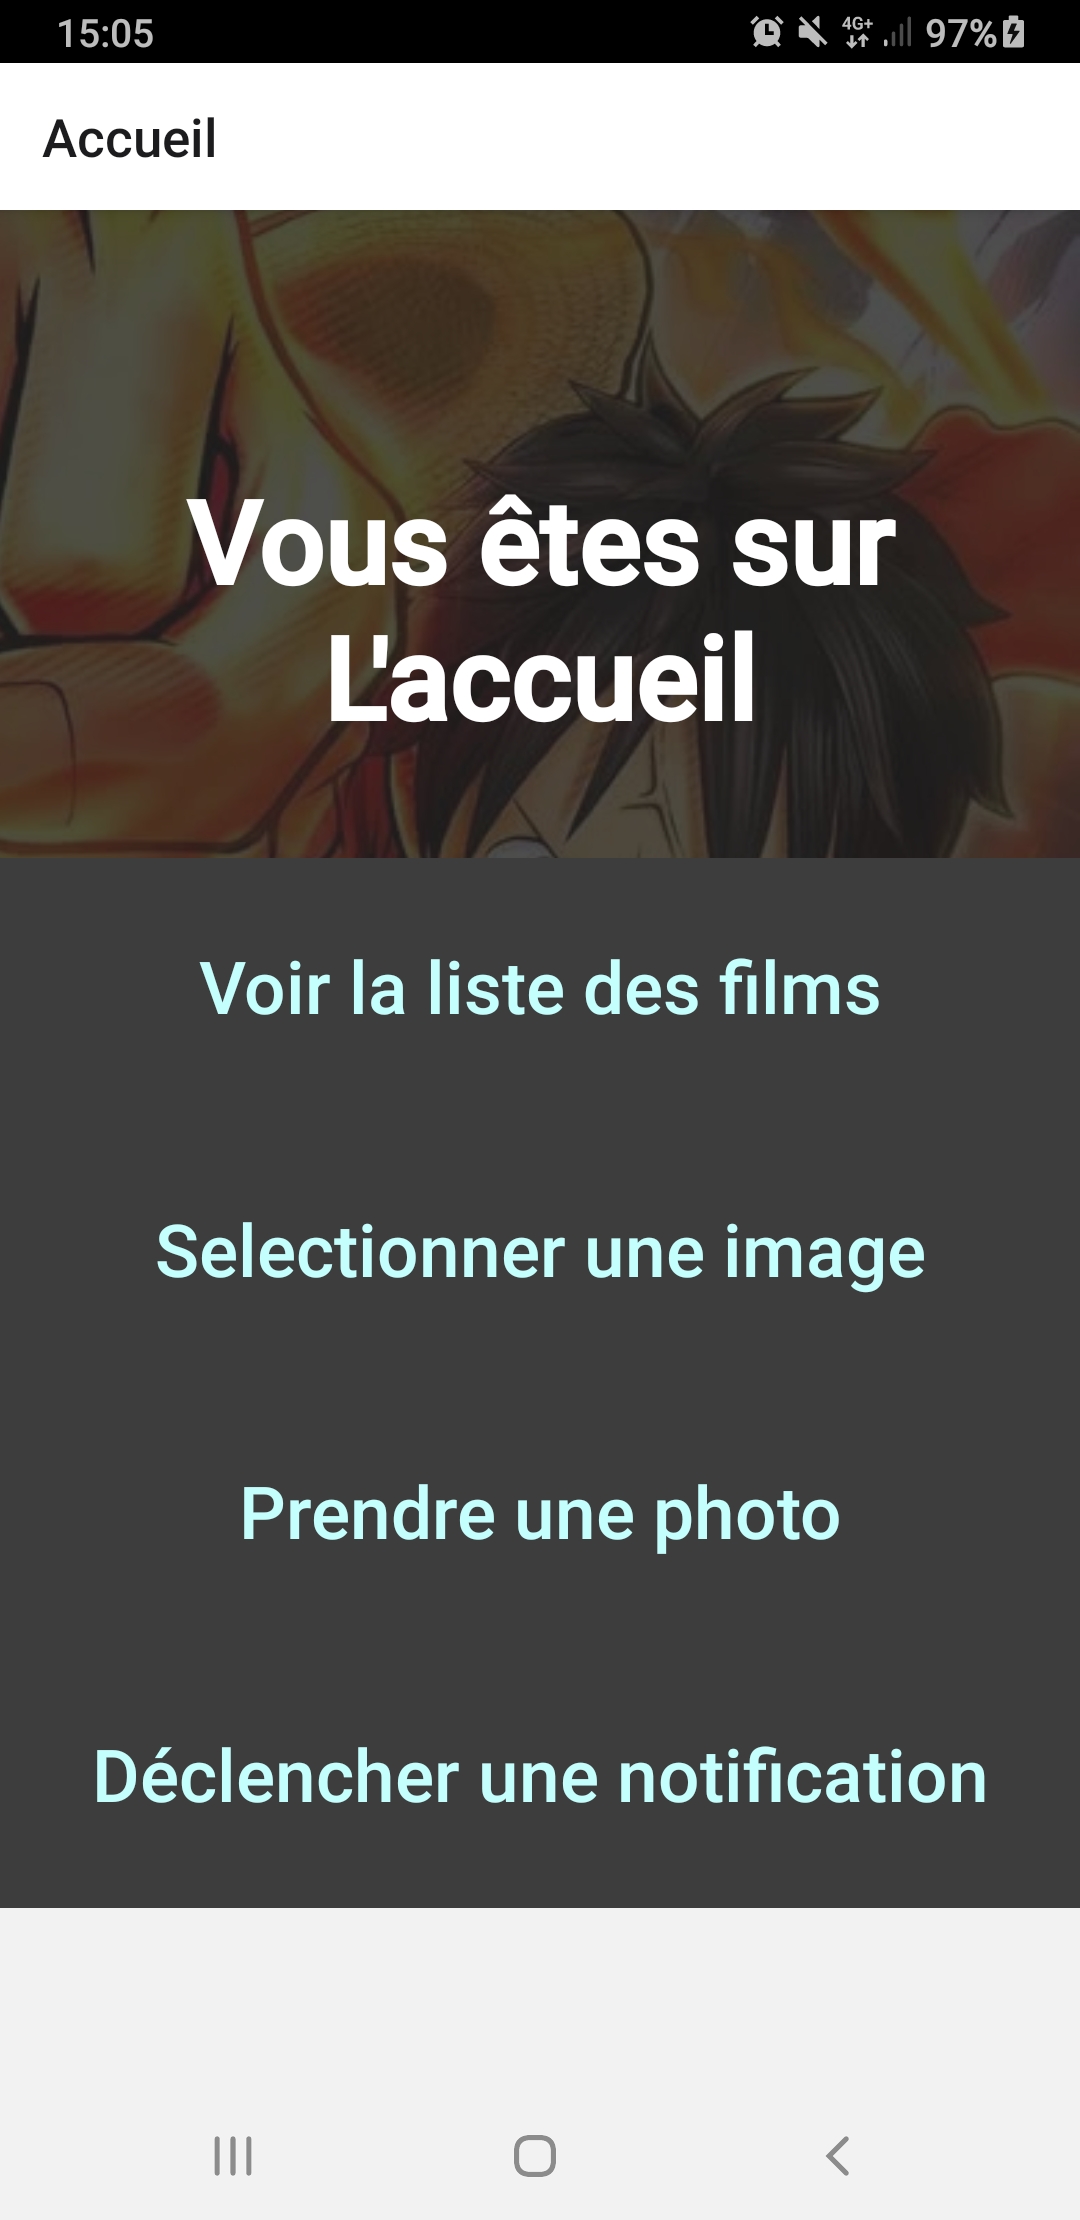 15:05 4G+ 97%
Accueil
Vous êtes sur
L'accueil
Voir la liste des films
Selectionner une image
Prendre une photo
Déclencher une notification